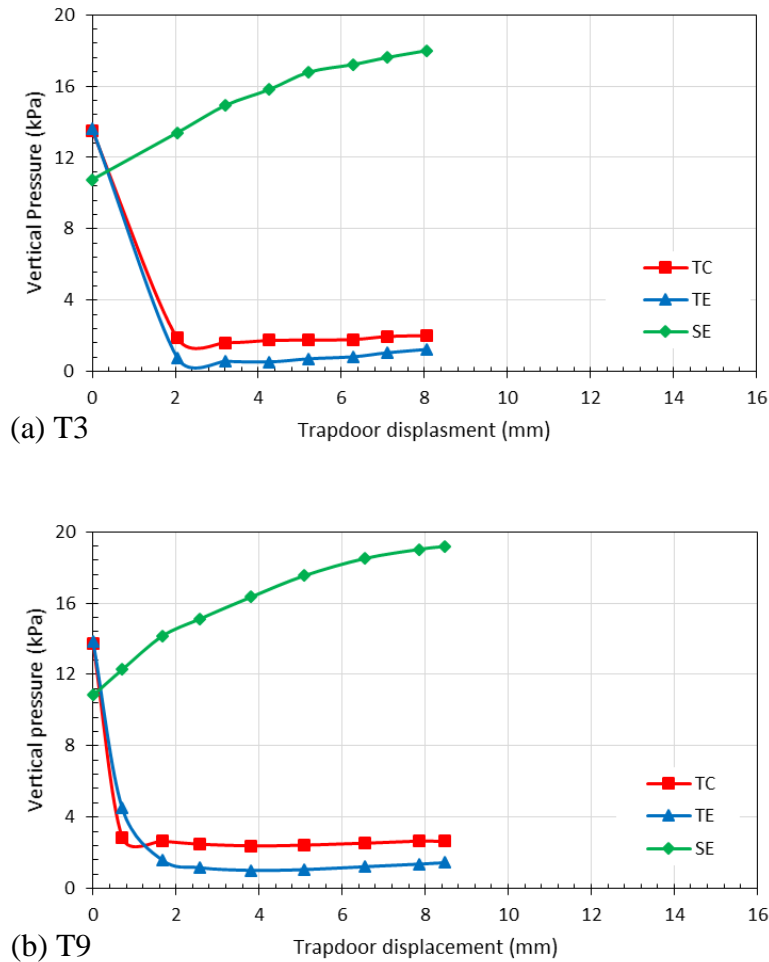 20
16
12
8
4
0
Vertical Pressure (kPa)
TC
TE
SE
0 2 4 6 8 10 12 14 16
Trapdoor displasment (mm)
(a) T3
20
16
12
8
4
0
Vertical pressure (kPa)
TC
TE
SE
0 2 4 6 8 10 12 14 16
Trapdoor displacement (mm)
(b) T9